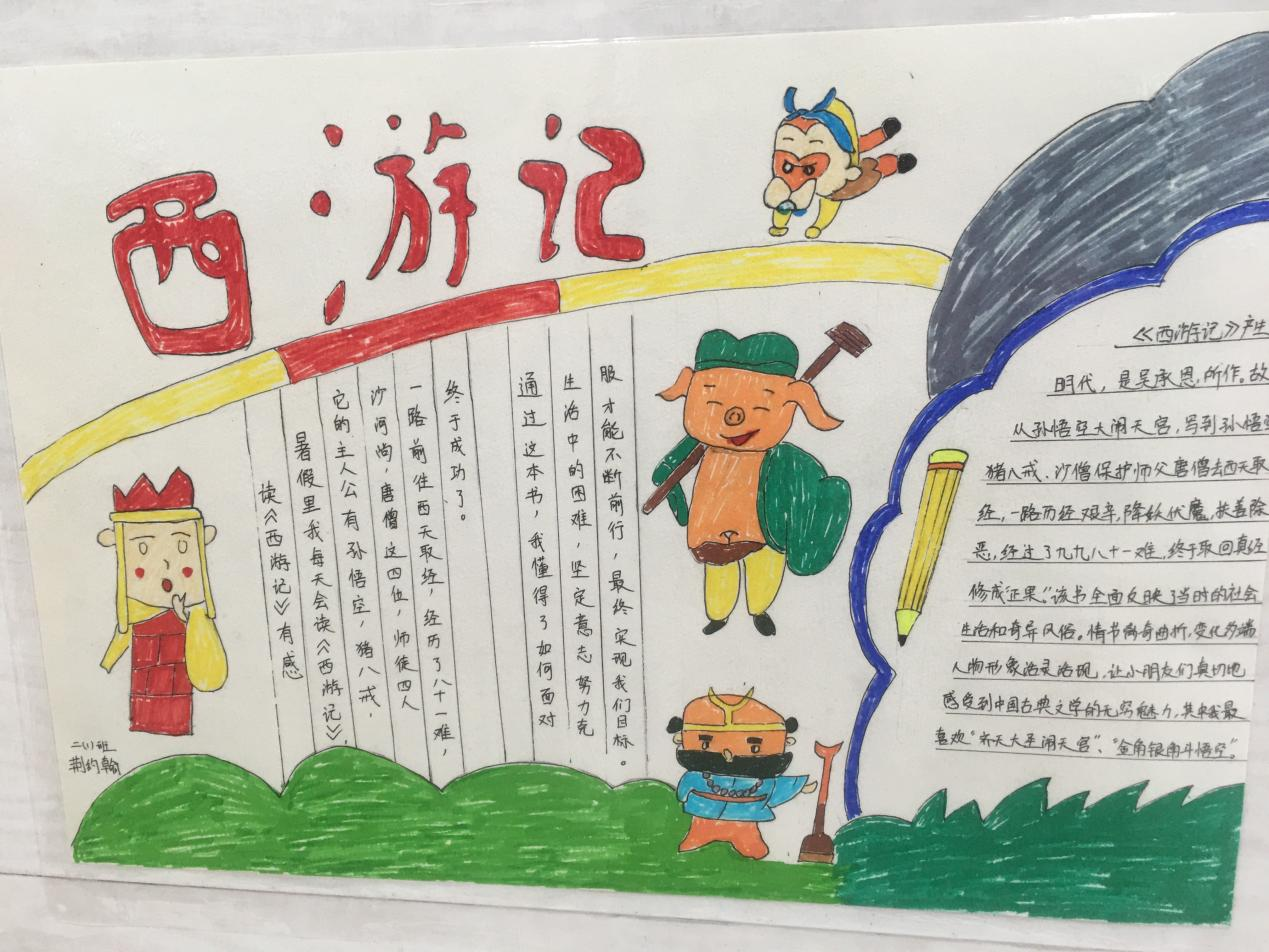 西游记
读《西游记》有感
暑假里我每天会读《西游记》，
它的主人公有孙悟空，猪八戒，
沙河尚，唐僧这四位，师徒四人
一路前往西天取经，经历了八十一难，
终于成功了。
通过这本书，我懂得了如何面对
生活中的困难，坚定意志努力克
服才能不断前行，最终实现我们目标。
二(1)班
荆约翰
《西游记》产生
明代，是吴承恩，所作。故
从孙悟空大闹天宫，写到孙悟空
猪八戒、沙僧保护师父唐僧去西天取
经，一路历经艰辛，降妖伏魔，扶善除
恶，经过了九九八十一难，终于取回真经
修成正果。"该书全面反映了当时的社会
生活和奇异风俗。情节离奇曲折，变化多端
人物形象活灵活现，让小朋友们真切地
感受到中国古典文学的无穷魅力，其中我最
喜欢"齐天大圣闹天宫"、"金角银角斗悟空"。